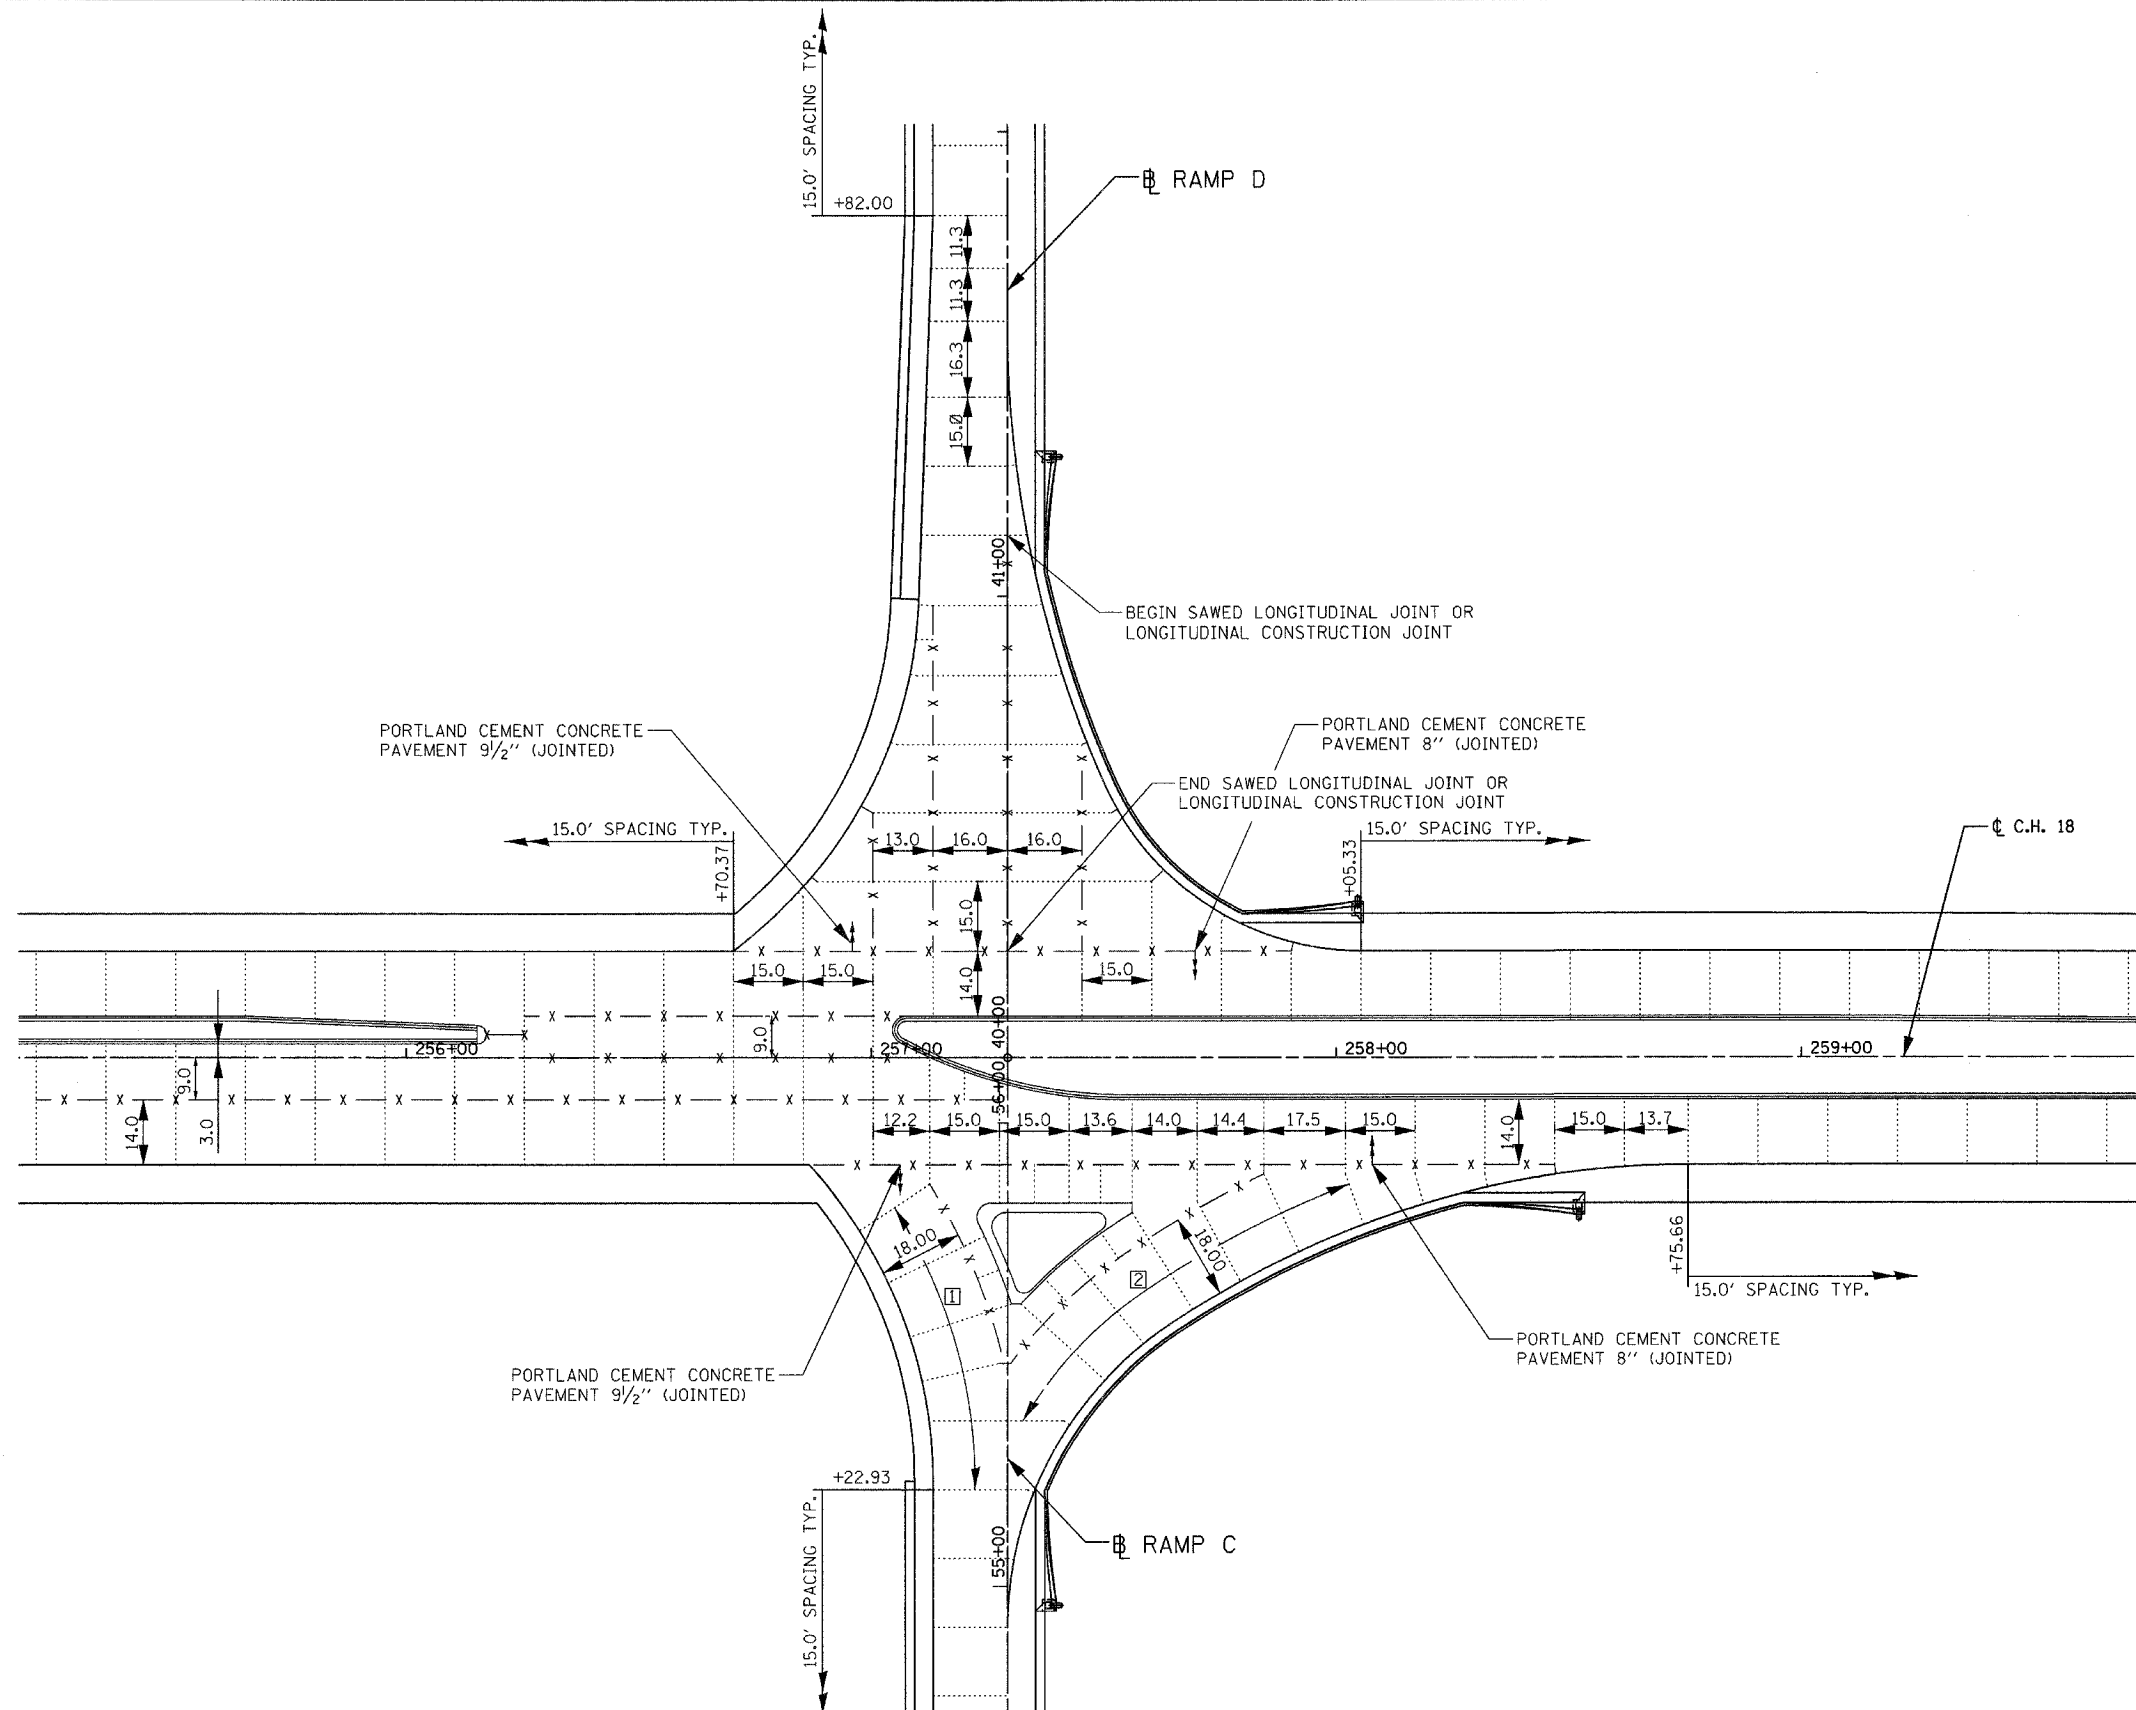 15.0' SPACING TYP.
+82.00
℄ RAMP D
11.3
11.3
16.3
15.0
41+00
BEGIN SAWED LONGITUDINAL JOINT OR
LONGITUDINAL CONSTRUCTION JOINT
PORTLAND CEMENT CONCRETE
PAVEMENT 9½" (JOINTED)
PORTLAND CEMENT CONCRETE
PAVEMENT 8" (JOINTED)
END SAWED LONGITUDINAL JOINT OR
LONGITUDINAL CONSTRUCTION JOINT
15.0' SPACING TYP.
+70.37
13.0
16.0
16.0
+05.33
15.0' SPACING TYP.
℄ C.H. 18
15.0
15.0
15.0
14.0
15.0
9.0
256+00
257+00
40+00
56+00
258+00
259+00
14.0
9.0
3.0
12.2
15.0
15.0
13.6
14.0
14.4
17.5
15.0
14.0
15.0
13.7
18.00
1
18.00
2
+75.66
15.0' SPACING TYP.
PORTLAND CEMENT CONCRETE
PAVEMENT 9½" (JOINTED)
PORTLAND CEMENT CONCRETE
PAVEMENT 8" (JOINTED)
+22.93
15.0' SPACING TYP.
55+00
℄ RAMP C